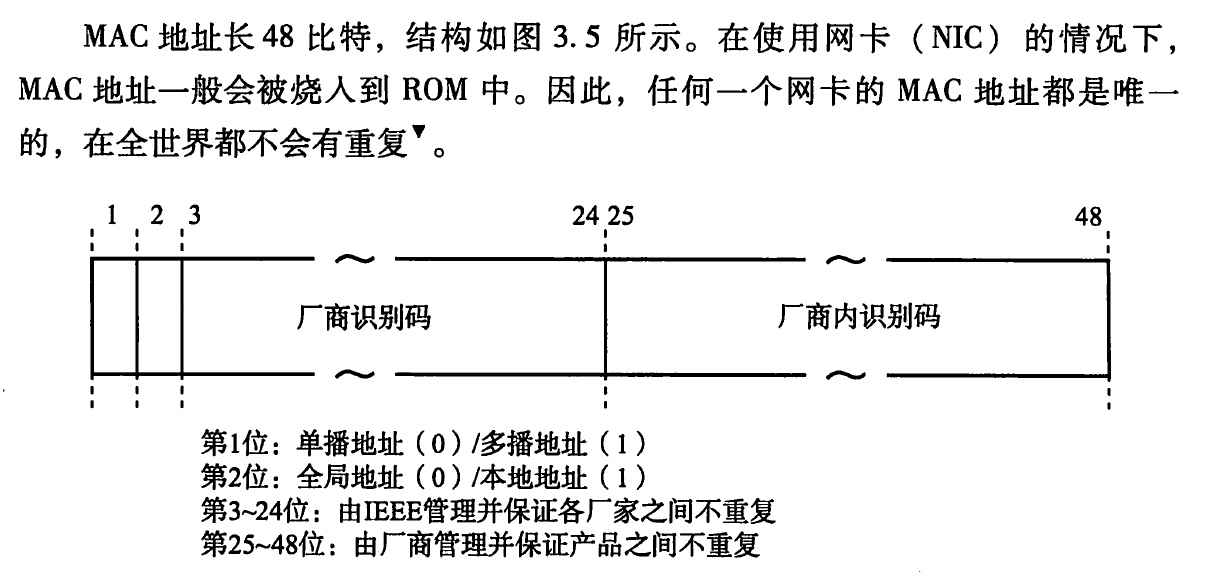 MAC 地址长 48 比特，结构如图 3.5 所示。在使用网卡（NIC）的情况下，
MAC 地址一般会被烧入到 ROM 中。因此，任何一个网卡的 MAC 地址都是唯一
的，在全世界都不会有重复▼。
1 2 3 24 25 48
厂商识别码 厂商内识别码
第1位：单播地址（0）/多播地址（1）
第2位：全局地址（0）/本地地址（1）
第3~24位：由IEEE管理并保证各厂家之间不重复
第25~48位：由厂商管理并保证产品之间不重复